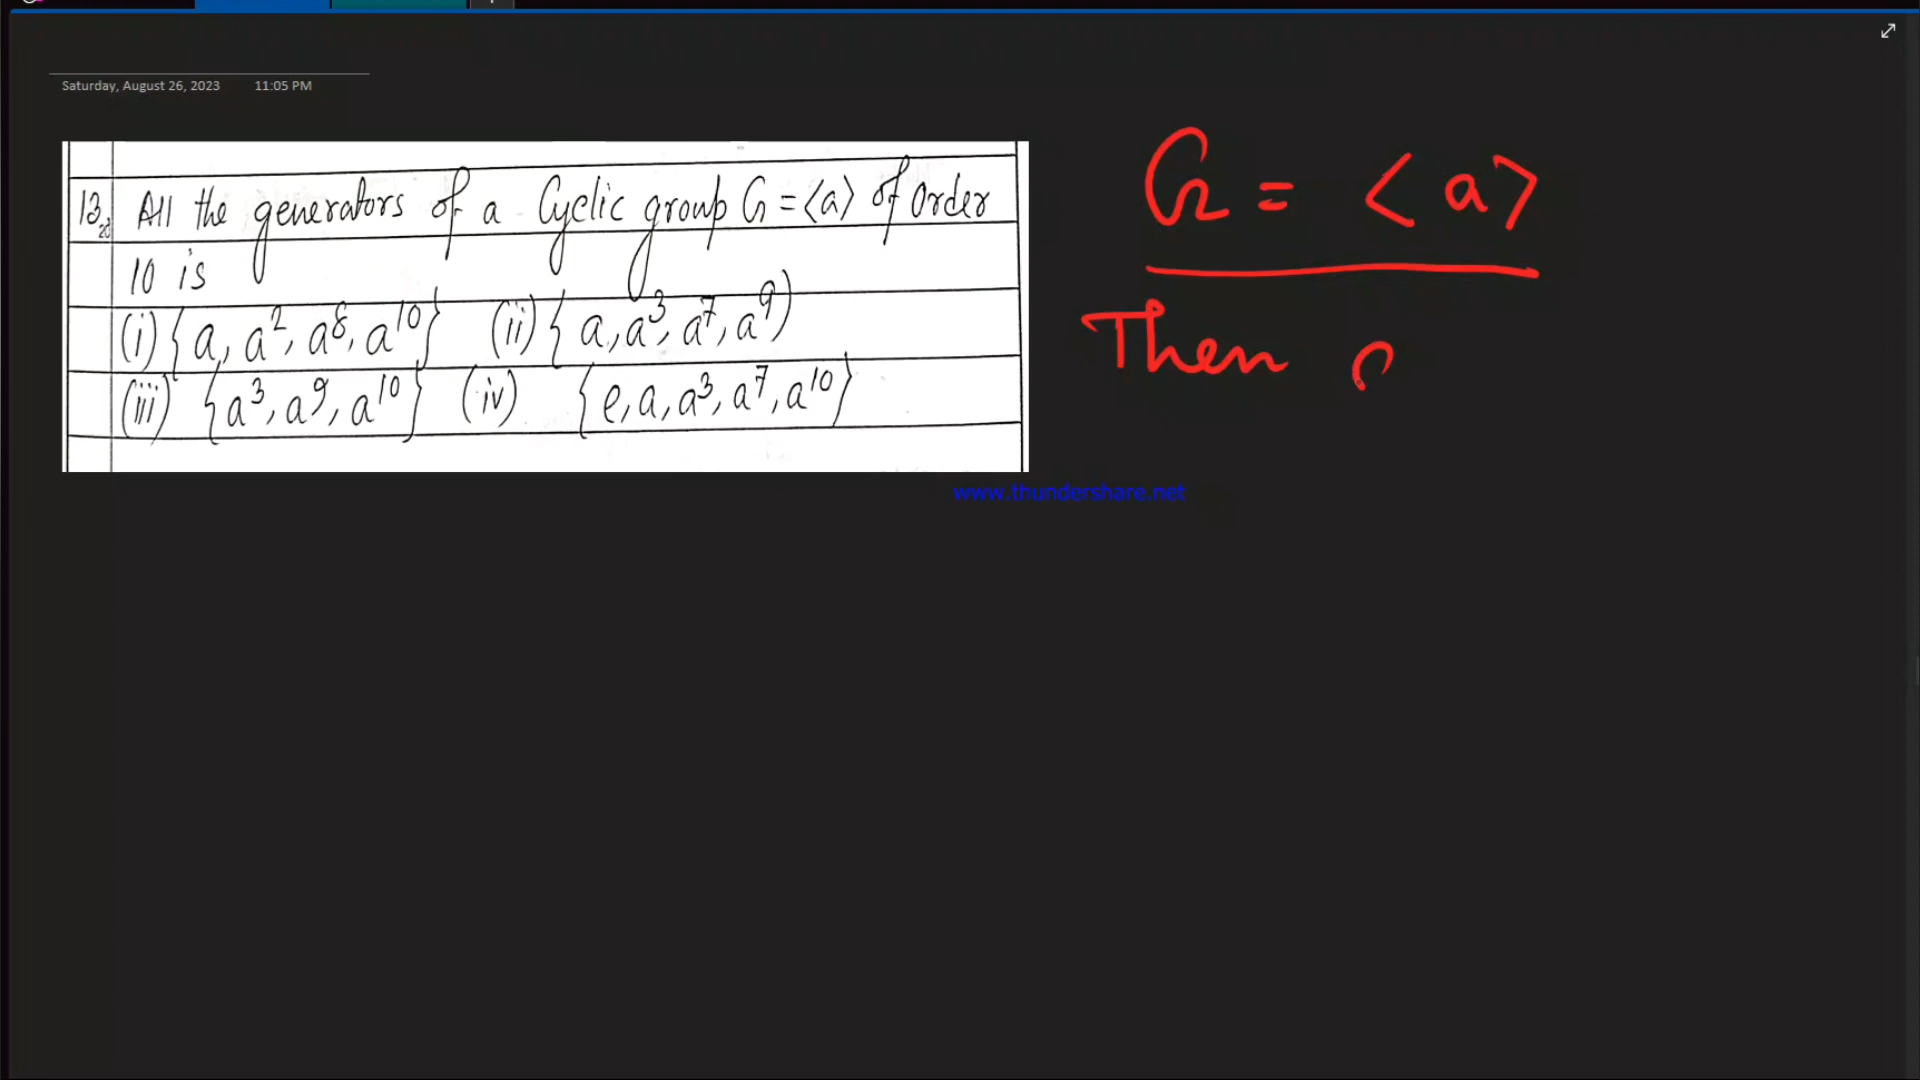 Saturday, August 26, 2023 11:05 PM
13. All the generators of a Cyclic group G = <a> of order
10 is
(i) {a, a², a⁸, a¹⁰} (ii) {a, a³, a⁷, a⁹)
(iii) {a³, a⁹, a¹⁰} (iv) {e, a, a³, a⁷, a¹⁰}
G = <a>
Then
www.thundershare.net